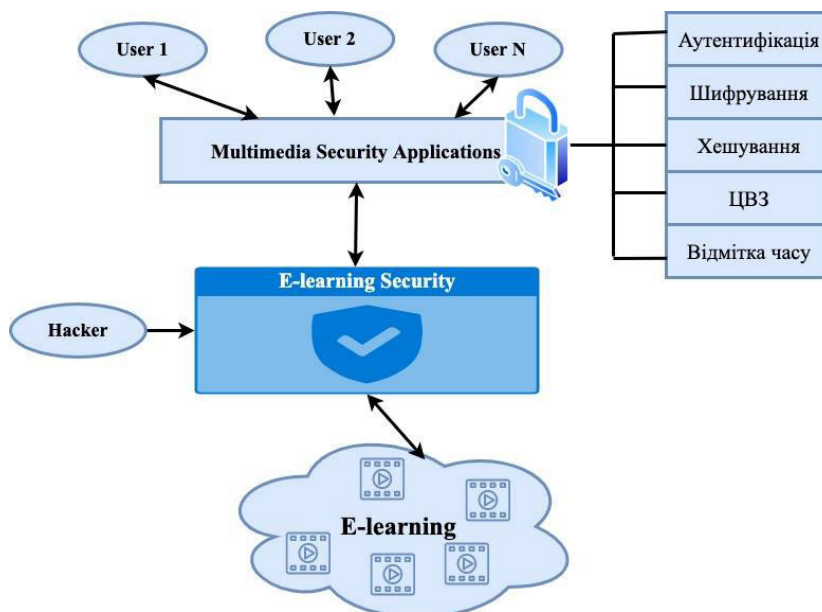 User 1
User 2
User N
Multimedia Security Applications
Аутентифікація
Шифрування
Хешування
ЦВЗ
Відмітка часу
E-learning Security
Hacker
E-learning